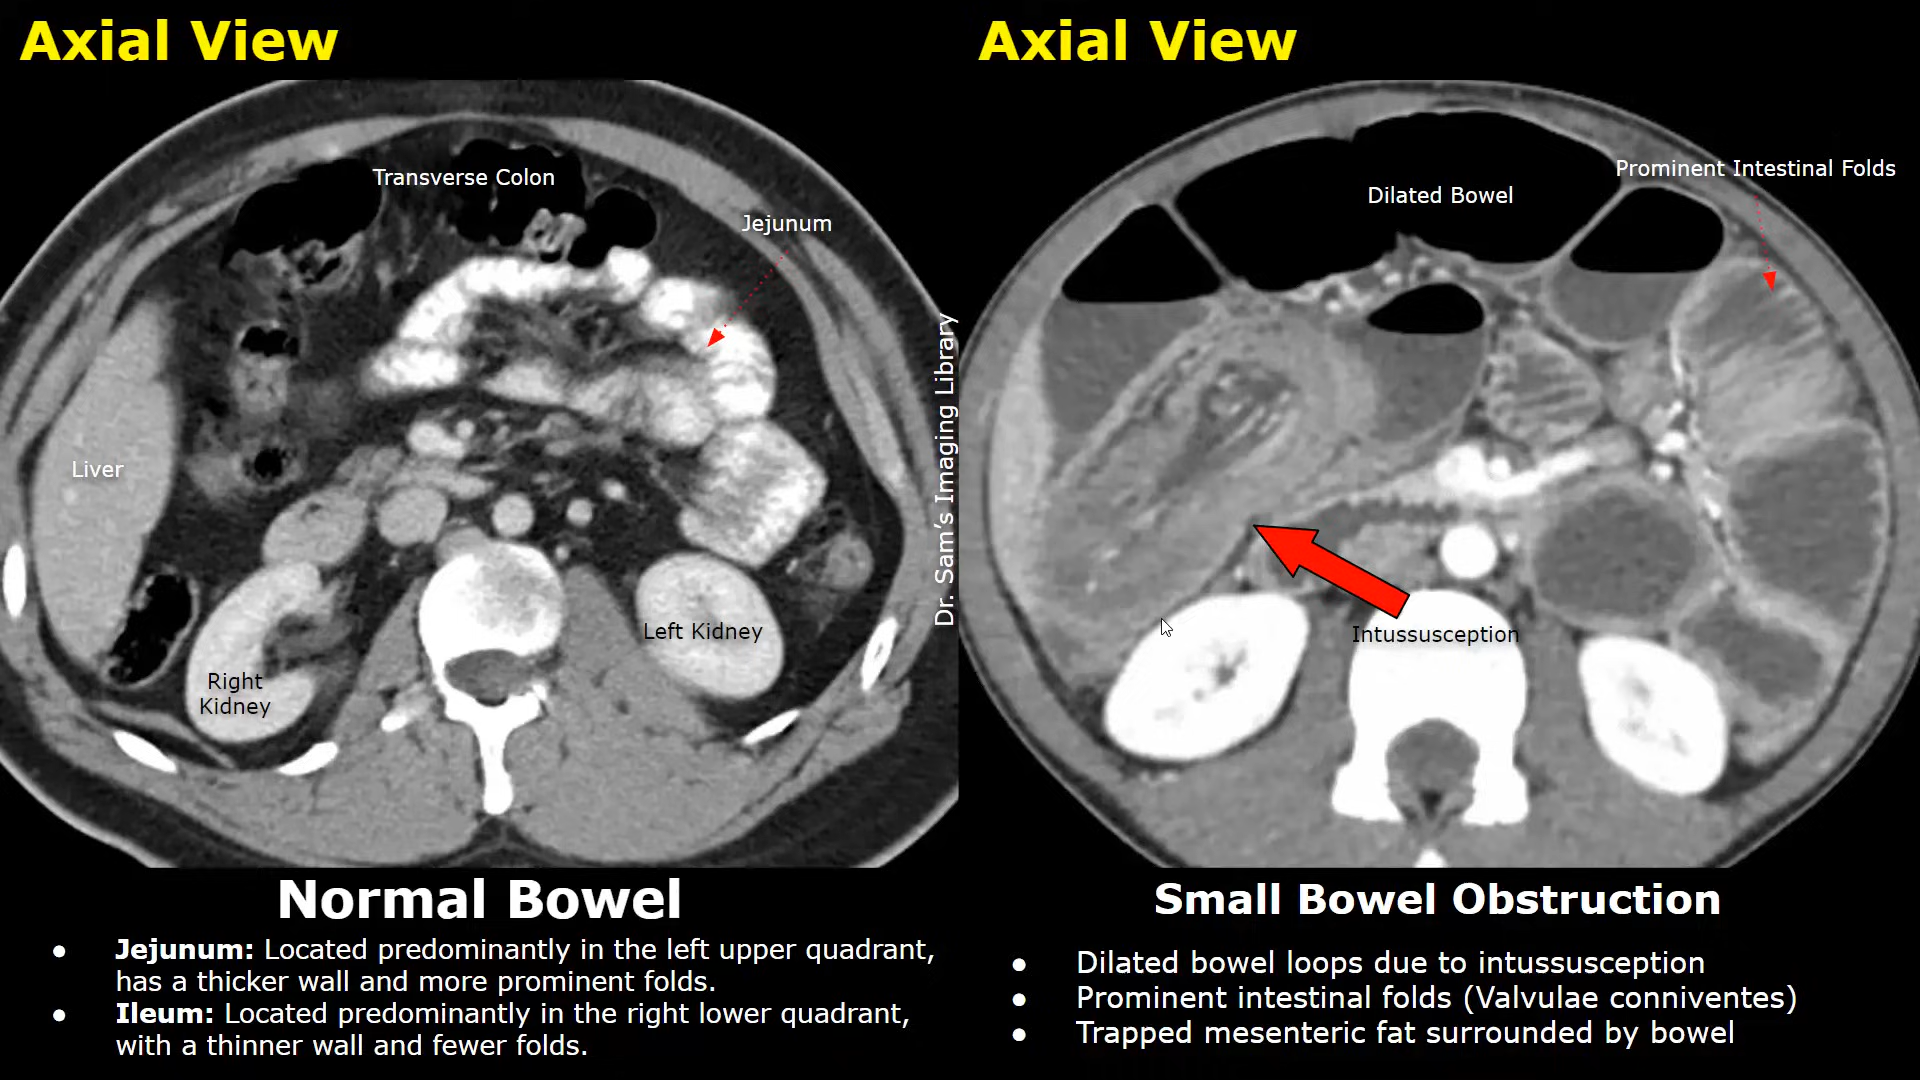 Axial View
Transverse Colon
Jejunum
Liver
Left Kidney
Right
Kidney
Dr. Sam's Imaging Library
Normal Bowel
● Jejunum: Located predominantly in the left upper quadrant,
has a thicker wall and more prominent folds.
● Ileum: Located predominantly in the right lower quadrant,
with a thinner wall and fewer folds.
Axial View
Prominent Intestinal Folds
Dilated Bowel
Intussusception
Small Bowel Obstruction
● Dilated bowel loops due to intussusception
● Prominent intestinal folds (Valvulae conniventes)
● Trapped mesenteric fat surrounded by bowel